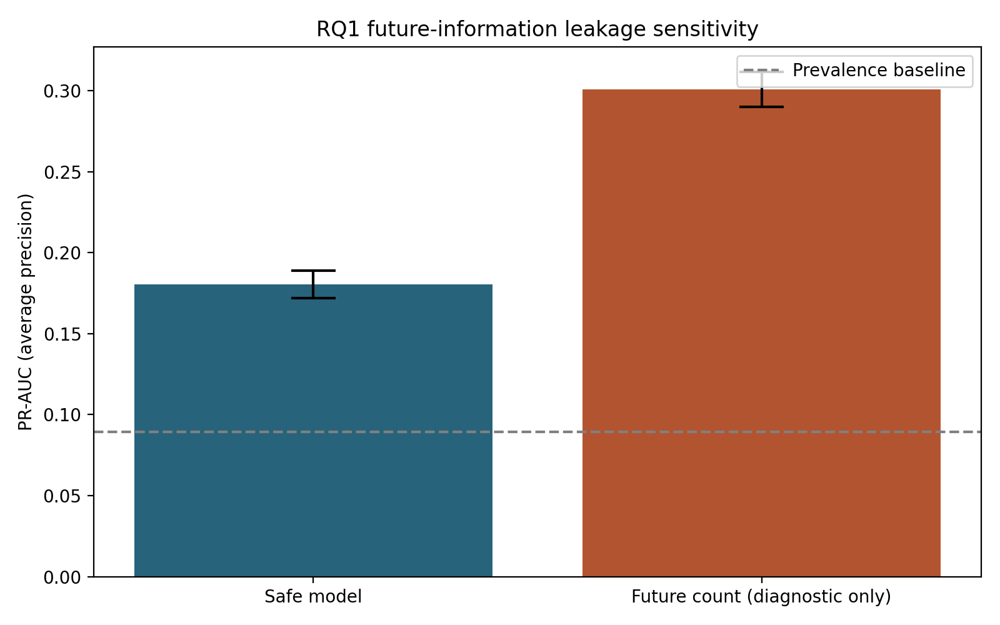 RQ1 future-information leakage sensitivity
Prevalence baseline
PR-AUC (average precision)
0.30
0.25
0.20
0.15
0.10
0.05
0.00
Safe model
Future count (diagnostic only)